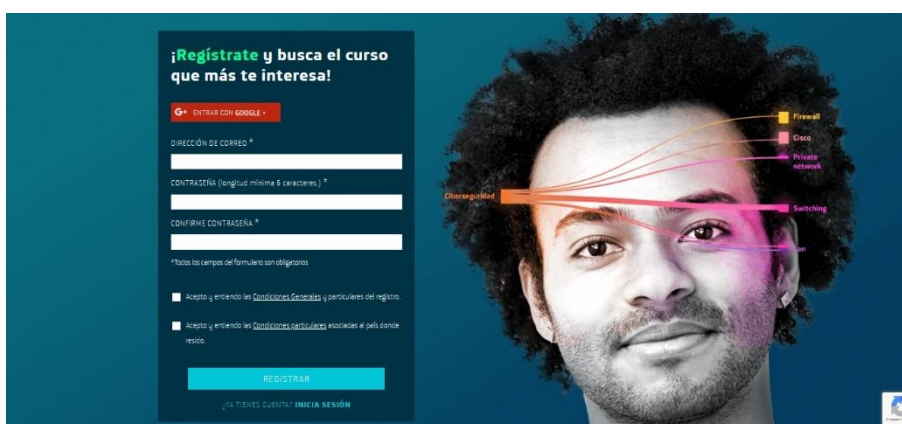 ¡Regístrate y busca el curso
que más te interesa!
G+ ENTRAR CON GOOGLE
DIRECCIÓN DE CORREO *
CONTRASEÑA (longitud mínima 6 caracteres.) *
CONFIRME CONTRASEÑA *
*Todos los campos del formulario son obligatorios
Acepto y entiendo las Condiciones Generales y particulares del registro.
Acepto y entiendo las Condiciones particulares asociadas al país donde
resido.
REGISTRAR
¿YA TIENES CUENTA? INICIA SESIÓN
Ciberseguridad
Firewall
Cisco
Private
network
Switching